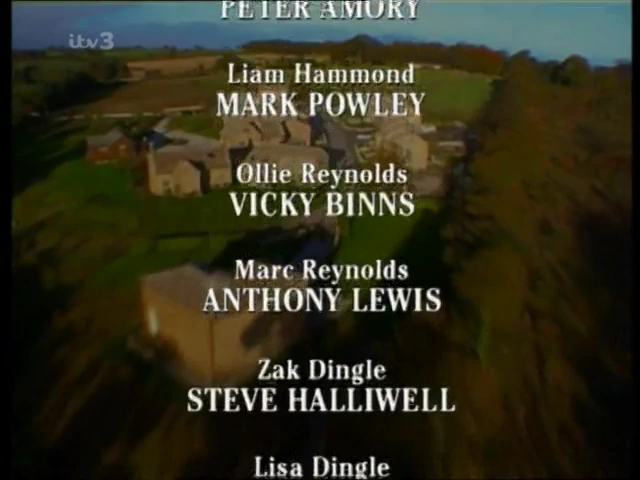 PETER AMORY
itv3
Liam Hammond
MARK POWLEY
Ollie Reynolds
VICKY BINNS
Marc Reynolds
ANTHONY LEWIS
Zak Dingle
STEVE HALLIWELL
Lisa Dingle